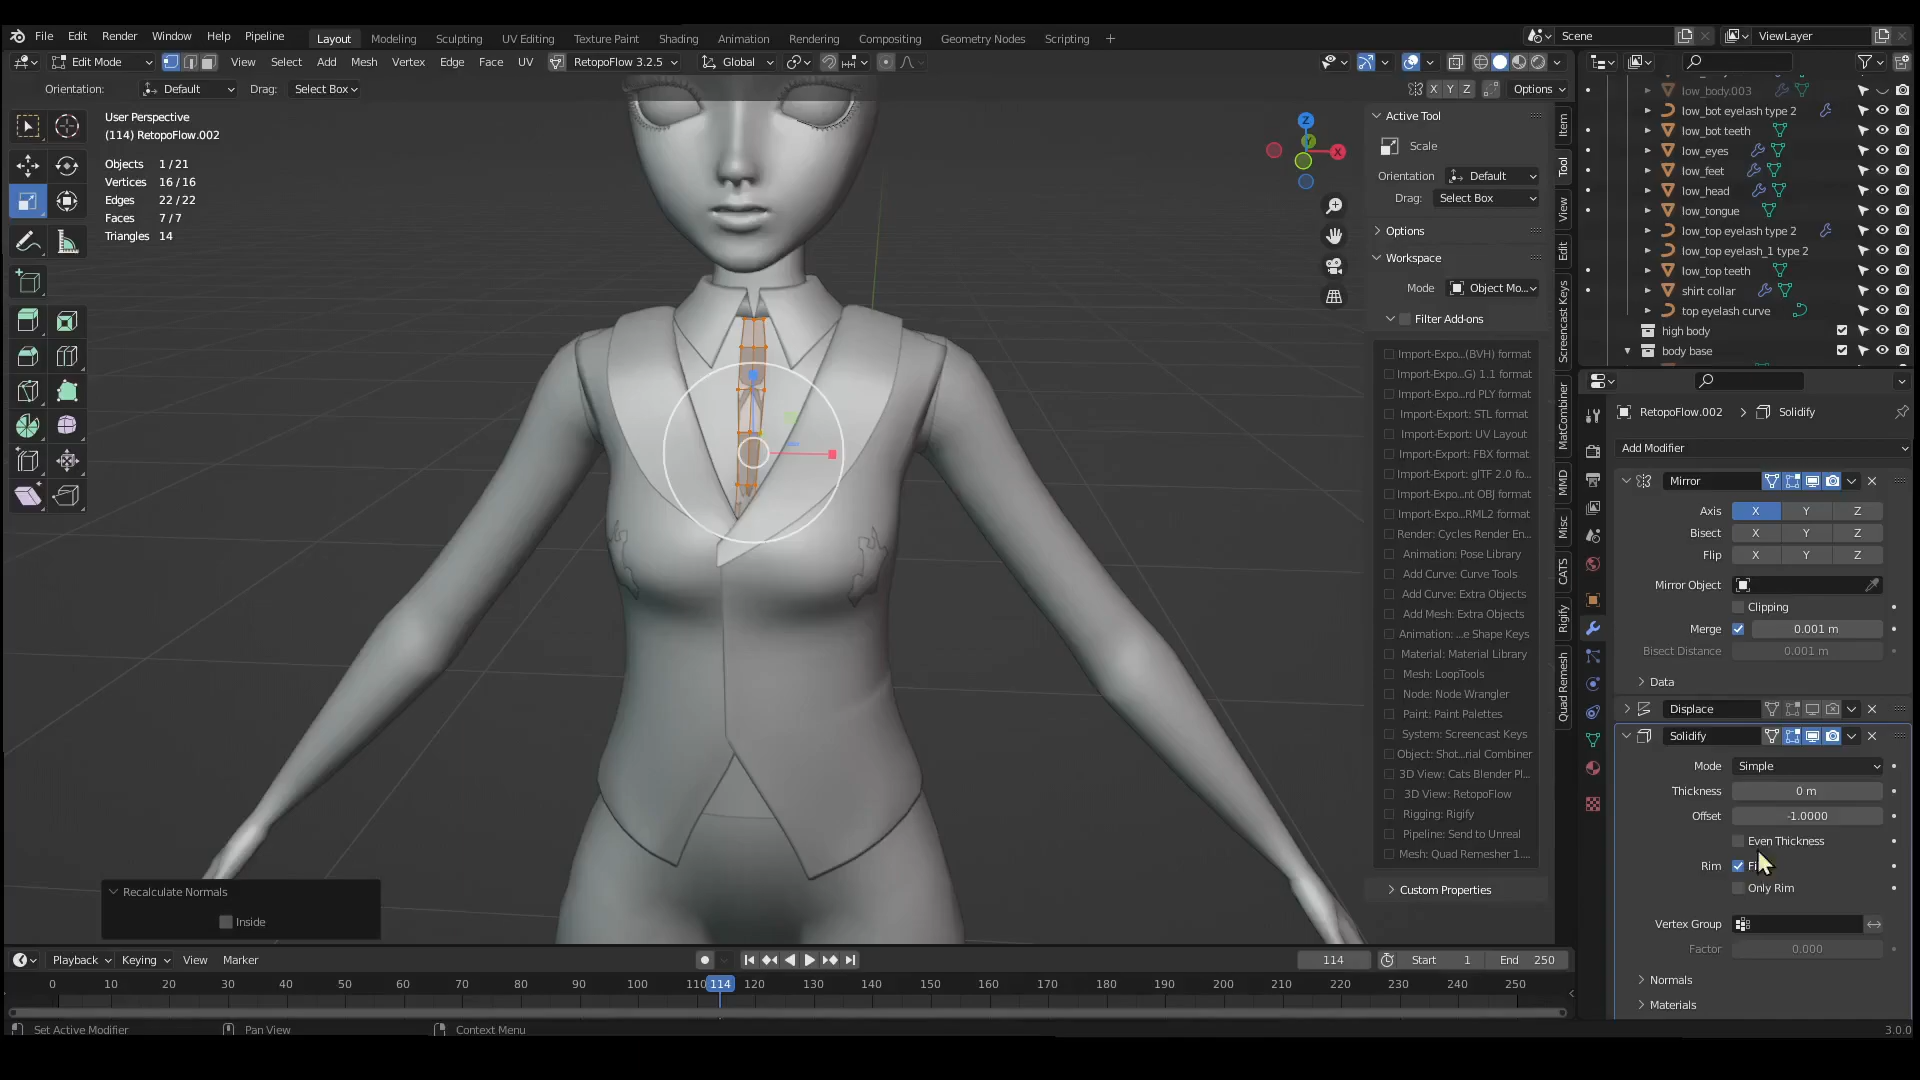 File Edit Render Window Help Pipeline Layout Modeling Sculpting UV Editing Texture Paint Shading Animation Rendering Compositing Geometry Nodes Scripting + Scene ViewLayer
Edit Mode View Select Add Mesh Vertex Edge Face UV RetopoFlow 3.2.5 Global
Orientation: Default Drag: Select Box X Y Z Options
User Perspective
(114) RetopoFlow.002
Objects 1 / 21
Vertices 16 / 16
Edges 22 / 22
Faces 7 / 7
Triangles 14
Z
X
Active Tool
Scale
Orientation Default
Drag: Select Box
Options
Workspace
Mode Object Mo...
Filter Add-ons
Import-Expo...(BVH) format
Import-Expo...G) 1.1 format
Import-Expo...rd PLY format
Import-Export: STL format
Import-Export: UV Layout
Import-Export: FBX format
Import-Export: glTF 2.0 fo...
Import-Expo...nt OBJ format
Import-Expo...RML2 format
Render: Cycles Render En...
Animation: Pose Library
Add Curve: Curve Tools
Add Curve: Extra Objects
Add Mesh: Extra Objects
Animation: ...e Shape Keys
Material: Material Library
Mesh: LoopTools
Node: Node Wrangler
Paint: Paint Palettes
System: Screencast Keys
Object: Shot...rial Combiner
3D View: Cats Blender Pl...
3D View: RetopoFlow
Rigging: Rigify
Pipeline: Send to Unreal
Mesh: Quad Remesher 1....
Custom Properties
Item
Tool
View
Edit
Screencast Keys
MatCombiner
MMD
Misc
CATS
Rigify
Quad Remesh
low_body.003
low_bot eyelash type 2
low_bot teeth
low_eyes
low_feet
low_head
low_tongue
low_top eyelash type 2
low_top eyelash_1 type 2
low_top teeth
shirt collar
top eyelash curve
high body
body base
RetopoFlow.002 Solidify
Add Modifier
Mirror
Axis X Y Z
Bisect X Y Z
Flip X Y Z
Mirror Object
Clipping
Merge 0.001 m
Bisect Distance 0.001 m
Data
Displace
Solidify
Mode Simple
Thickness 0 m
Offset -1.0000
Even Thickness
Rim
Only Rim
Vertex Group
Factor 0.000
Normals
Materials
Recalculate Normals
Inside
Playback Keying View Marker 114 Start 1 End 250
0 10 20 30 40 50 60 70 80 90 100 110 114 120 130 140 150 160 170 180 190 200 210 220 230 240 250
Set Active Modifier Pan View Context Menu 3.0.0